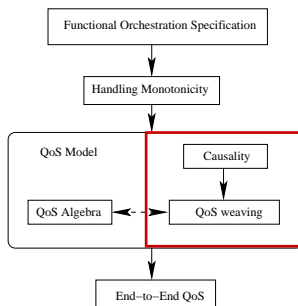 Functional Orchestration Specification
Handling Monotonicity
QoS Model
Causality
QoS Algebra
QoS weaving
End−to−End QoS